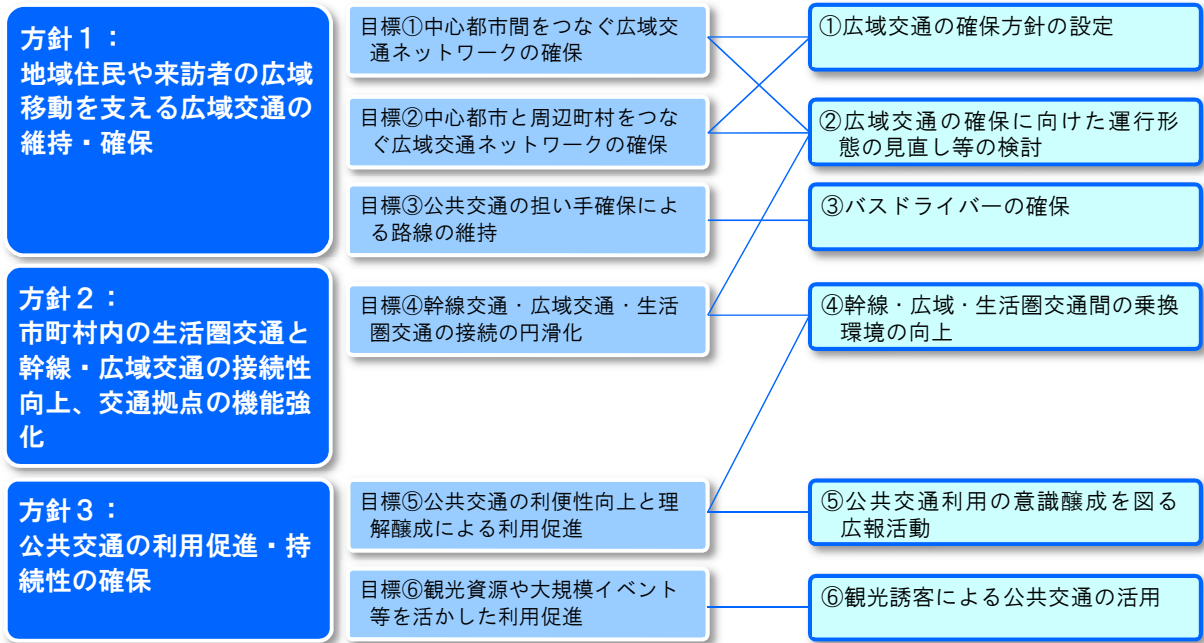 方針１：
地域住民や来訪者の広域
移動を支える広域交通の
維持・確保
方針２：
市町村内の生活圏交通と
幹線・広域交通の接続性
向上、交通拠点の機能強
化
方針３：
公共交通の利用促進・持
続性の確保
目標①中心都市間をつなぐ広域交
通ネットワークの確保
目標②中心都市と周辺町村をつな
ぐ広域交通ネットワークの確保
目標③公共交通の担い手確保によ
る路線の維持
目標④幹線交通・広域交通・生活
圏交通の接続の円滑化
目標⑤公共交通の利便性向上と理
解醸成による利用促進
目標⑥観光資源や大規模イベント
等を活かした利用促進
①広域交通の確保方針の設定
②広域交通の確保に向けた運行形
態の見直し等の検討
③バスドライバーの確保
④幹線・広域・生活圏交通間の乗換
環境の向上
⑤公共交通利用の意識醸成を図る
広報活動
⑥観光誘客による公共交通の活用